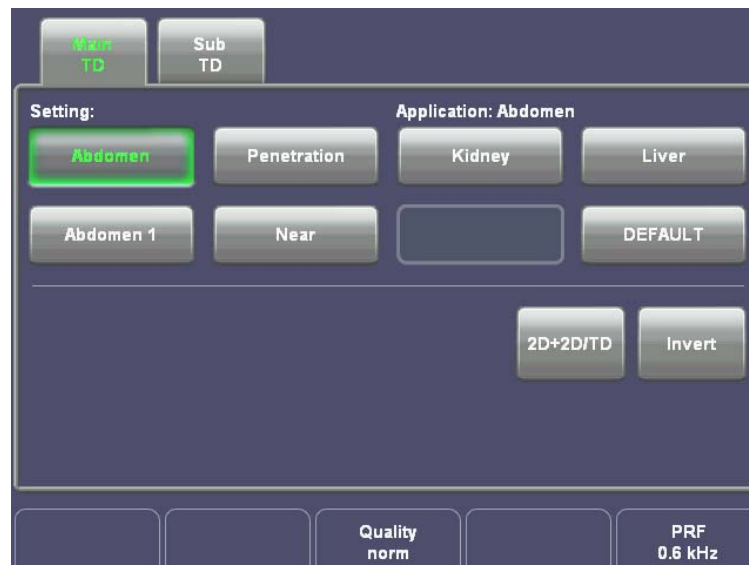 Main
TD
Sub
TD
Setting:
Application: Abdomen
Abdomen
Penetration
Kidney
Liver
Abdomen 1
Near
DEFAULT
2D+2D/TD
Invert
Quality
norm
PRF
0.6 kHz